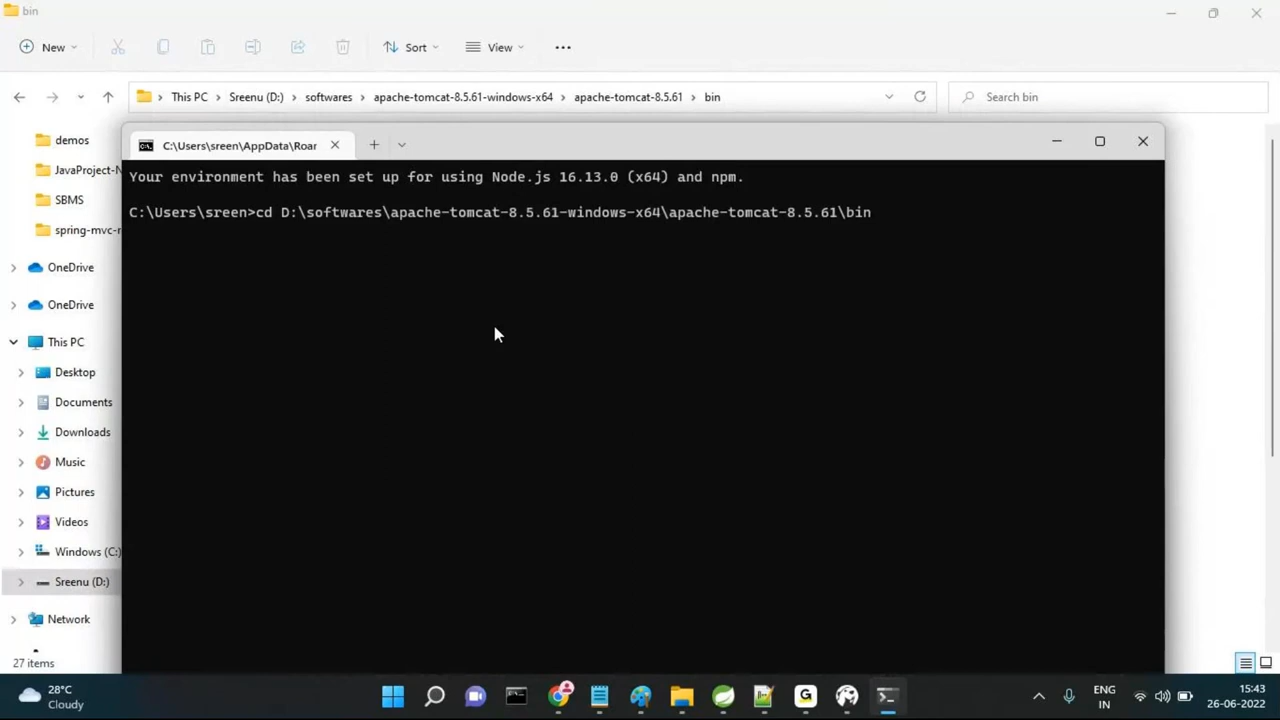 bin
New
Sort
View
This PC
Sreenu (D:)
softwares
apache-tomcat-8.5.61-windows-x64
apache-tomcat-8.5.61
bin
Search bin
demos
JavaProject-N
SBMS
spring-mvc-r
OneDrive
OneDrive
This PC
Desktop
Documents
Downloads
Music
Pictures
Videos
Windows (C:)
Sreenu (D:)
Network
27 items
C:\Users\sreen\AppData\Roar
Your environment has been set up for using Node.js 16.13.0 (x64) and npm.
C:\Users\sreen>cd D:\softwares\apache-tomcat-8.5.61-windows-x64\apache-tomcat-8.5.61\bin
28°C
Cloudy
ENG
IN
15:43
26-06-2022